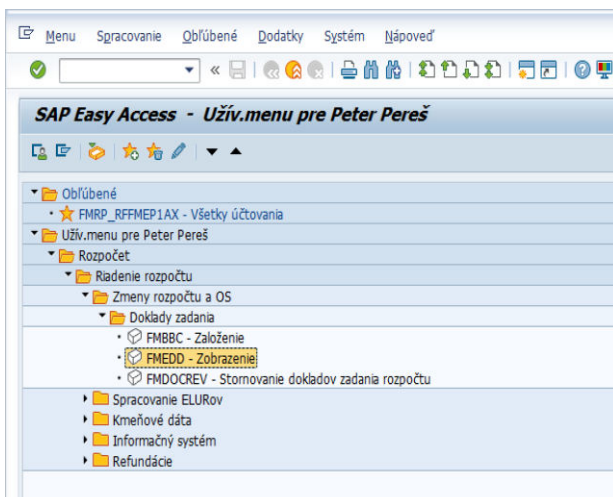 Menu Spracovanie Obľúbené Dodatky Systém Nápoveď
SAP Easy Access - Užív.menu pre Peter Pereš
Obľúbené
FMRP_RFFMEP1AX - Všetky účtovania
Užív.menu pre Peter Pereš
Rozpočet
Riadenie rozpočtu
Zmeny rozpočtu a OS
Doklady zadania
FMBBC - Založenie
FMEDD - Zobrazenie
FMDOCREV - Stornovanie dokladov zadania rozpočtu
Spracovanie ELURov
Kmeňové dáta
Informačný systém
Refundácie